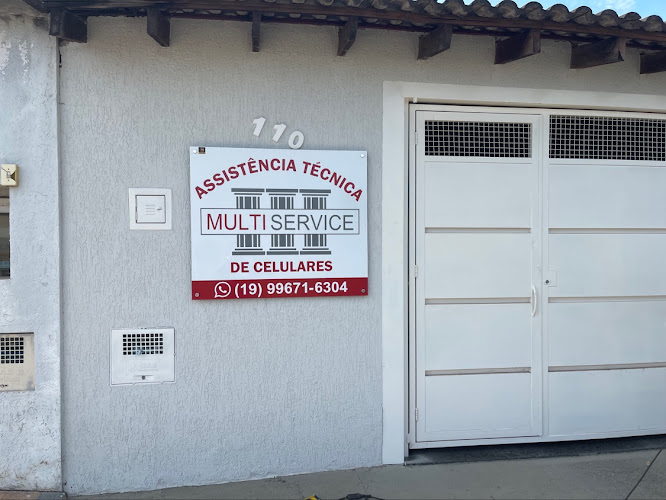 110
ASSISTÊNCIA TÉCNICA
MULTISERVICE
DE CELULARES
(19) 99671-6304